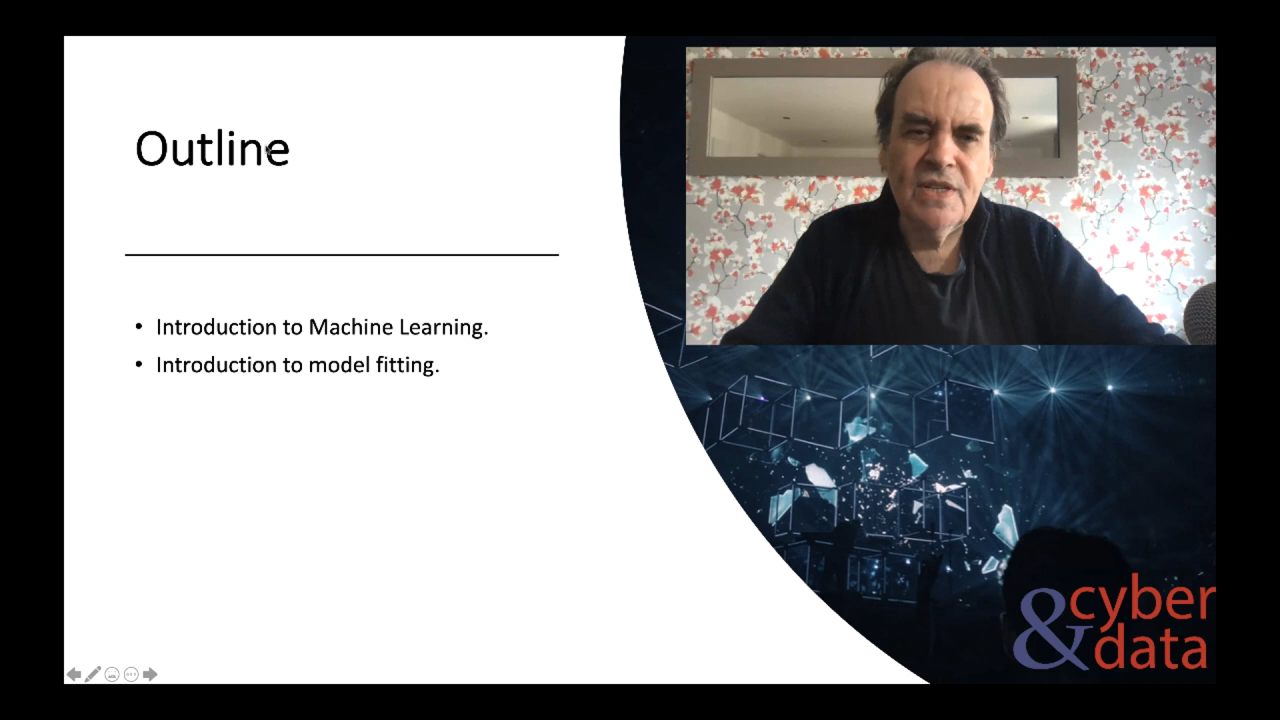 Outline
• Introduction to Machine Learning.
• Introduction to model fitting.
&cyber
data